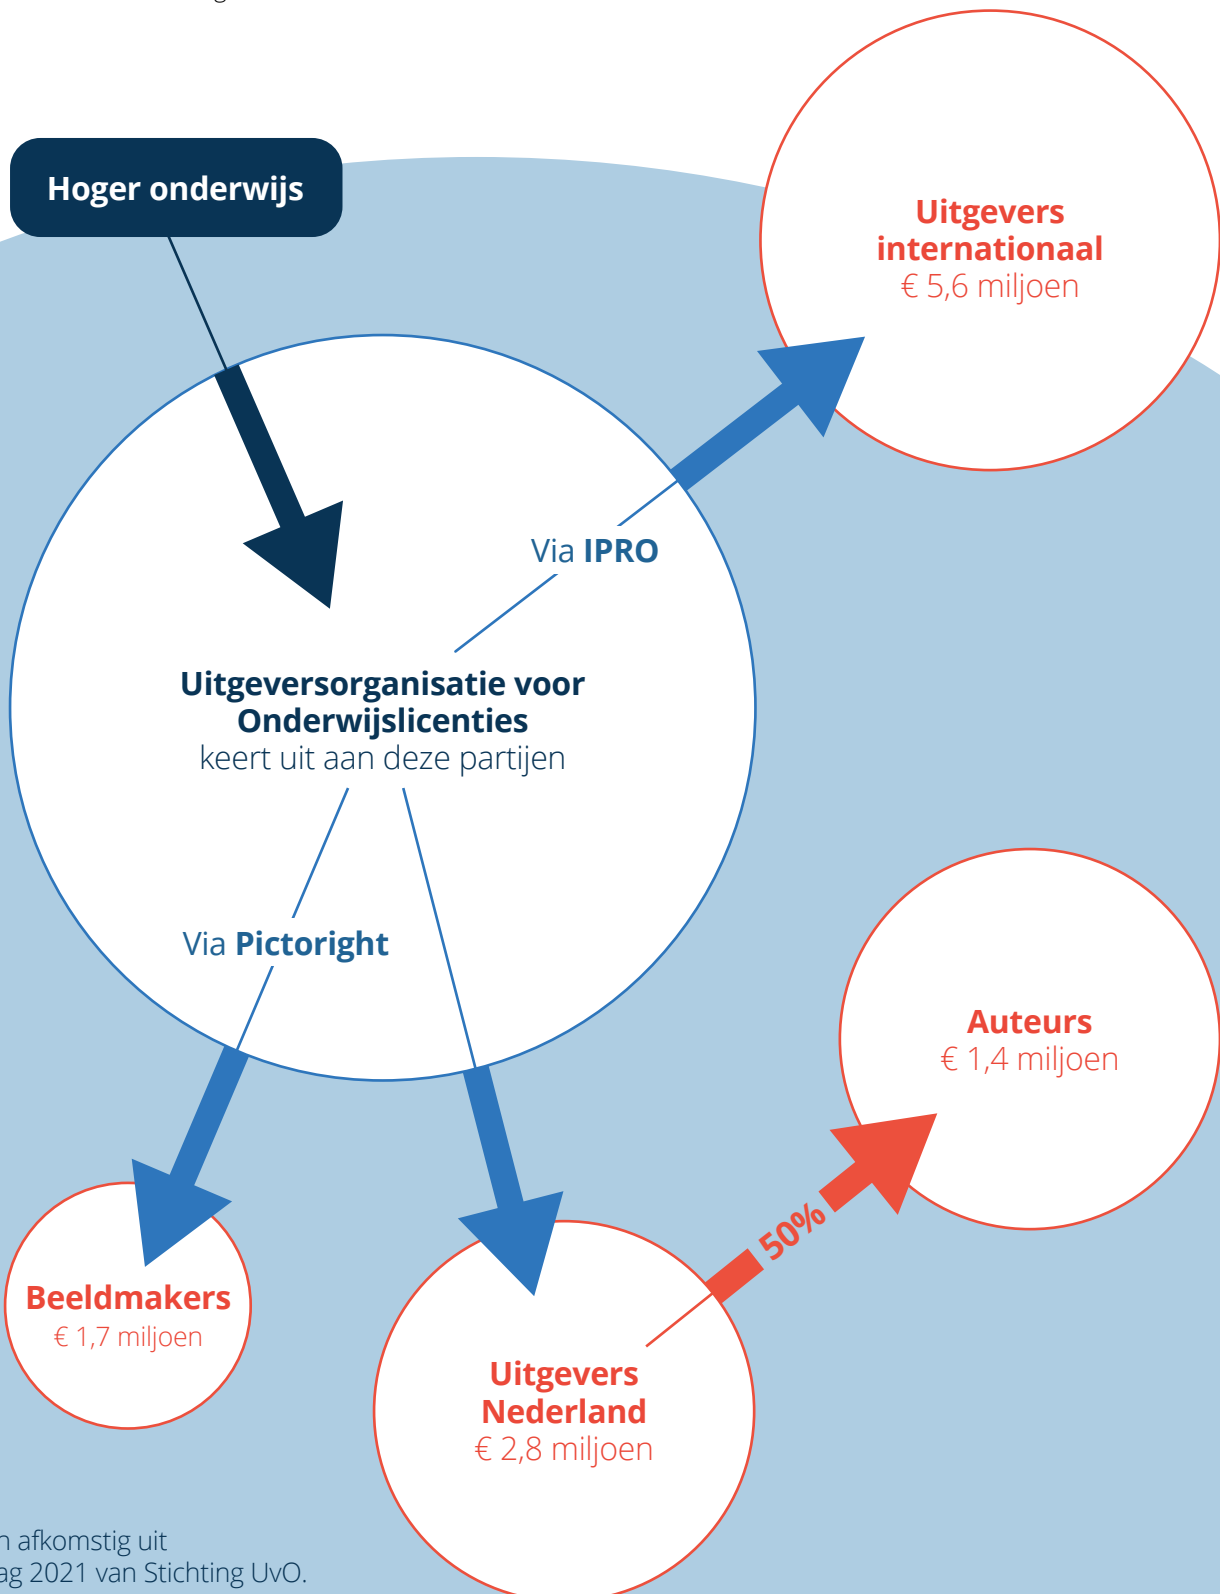 Hoger onderwijs
Uitgevers
internationaal
€ 5,6 miljoen
Via IPRO
Uitgeversorganisatie voor
Onderwijslicenties
keert uit aan deze partijen
Via Pictoright
Auteurs
€ 1,4 miljoen
50%
Beeldmakers
€ 1,7 miljoen
Uitgevers
Nederland
€ 2,8 miljoen
afkomstig uit
2021 van Stichting UvO.